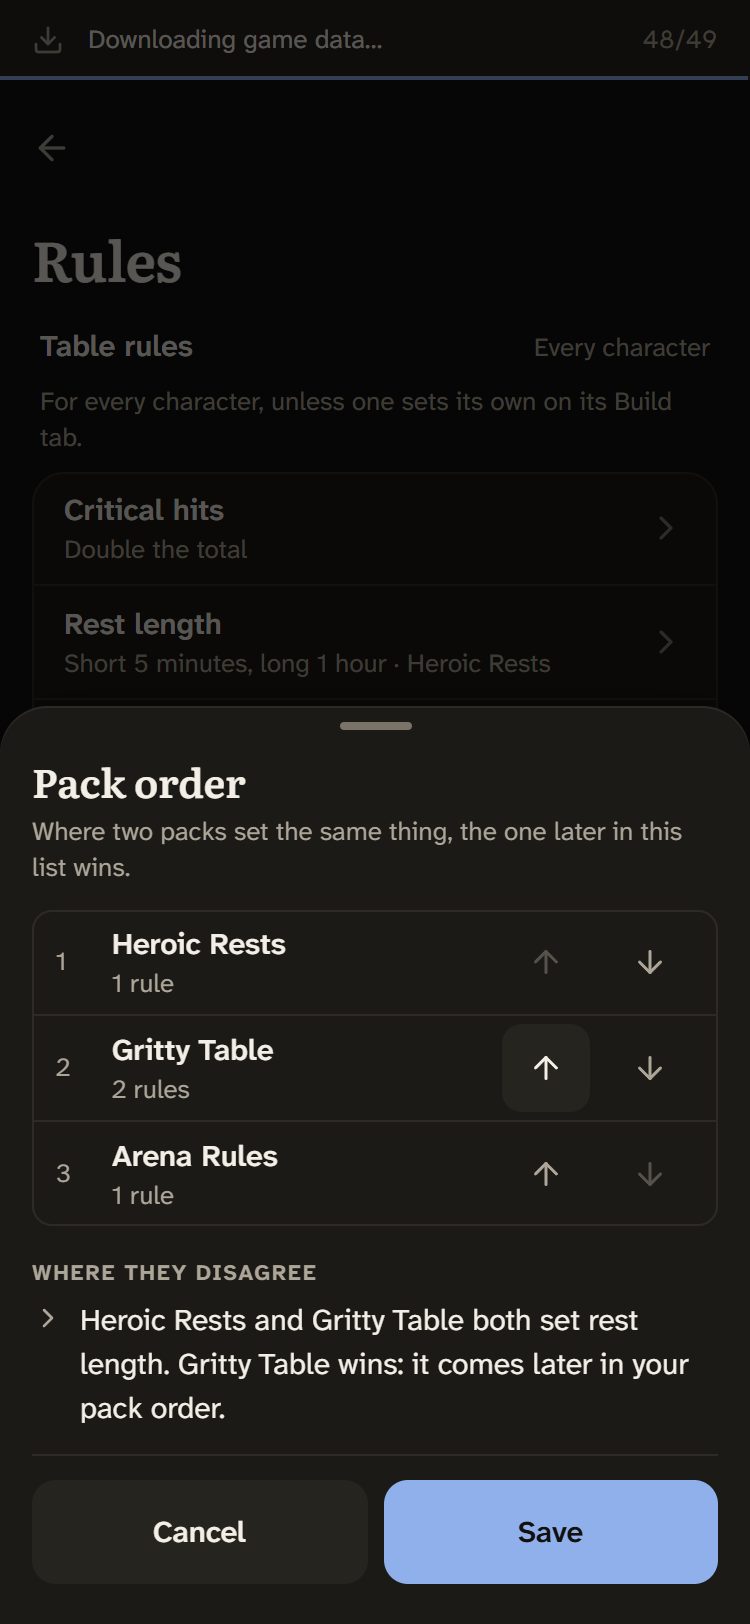 Downloading game data... 48/49
Rules
Table rules Every character
For every character, unless one sets its own on its Build
tab.
Critical hits
Double the total
Rest length
Short 5 minutes, long 1 hour · Heroic Rests
Pack order
Where two packs set the same thing, the one later in this
list wins.
1 Heroic Rests
1 rule
2 Gritty Table
2 rules
3 Arena Rules
1 rule
WHERE THEY DISAGREE
Heroic Rests and Gritty Table both set rest
length. Gritty Table wins: it comes later in your
pack order.
Cancel Save